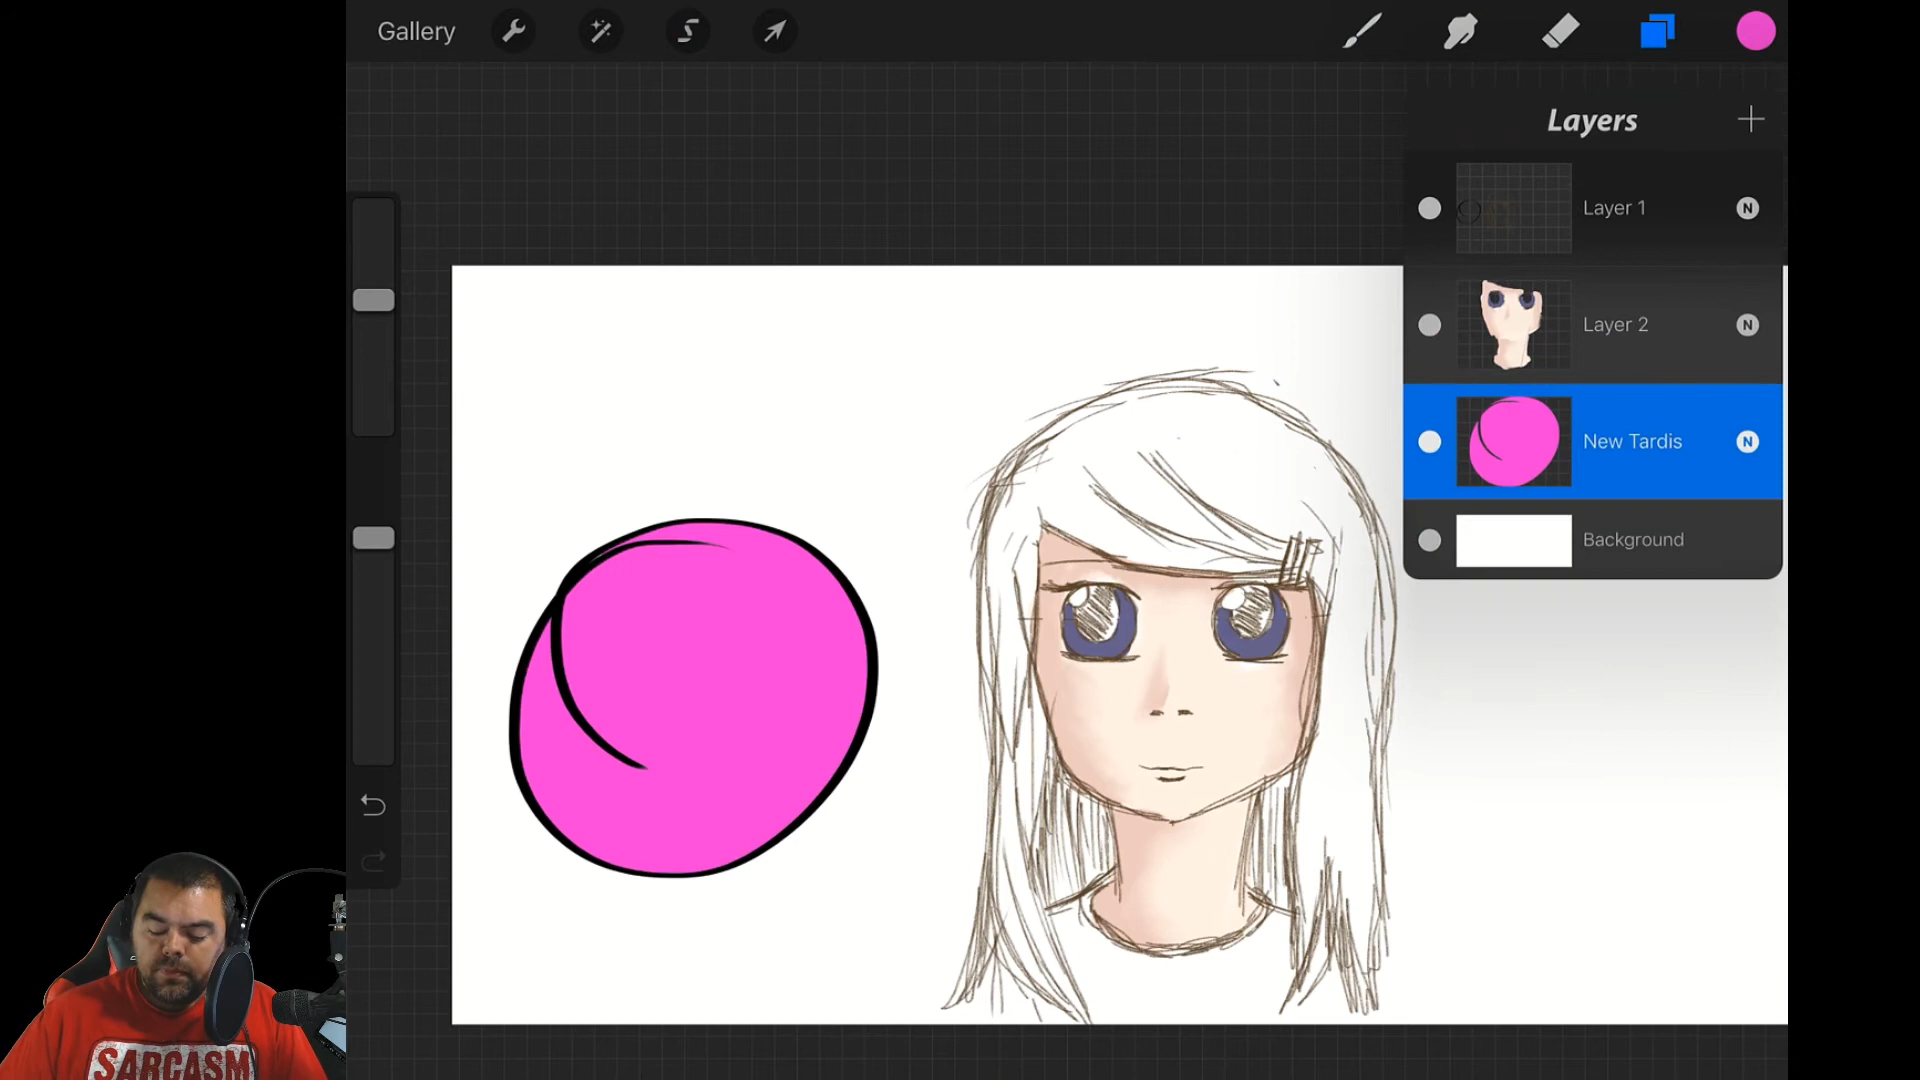 Gallery
Layers
Layer 1
N
Layer 2
N
New Tardis
N
Background
SARCASM